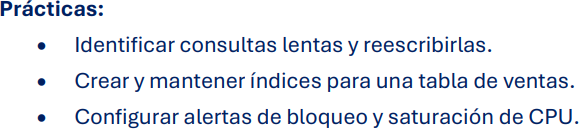 Prácticas:
• Identificar consultas lentas y reescribirlas.
• Crear y mantener índices para una tabla de ventas.
• Configurar alertas de bloqueo y saturación de CPU.